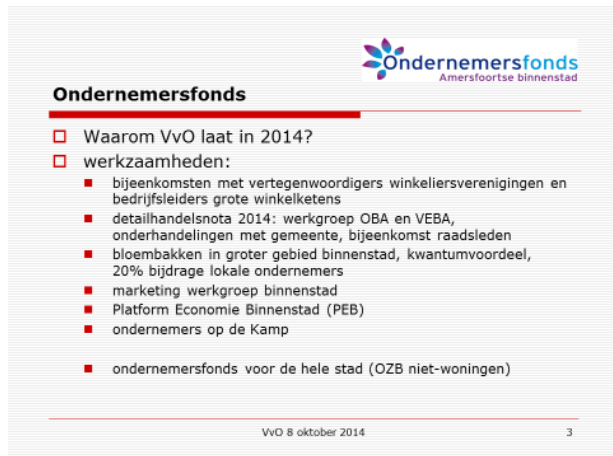 Ondernemersfonds
Amersfoortse binnenstad
Ondernemersfonds
Waarom VvO laat in 2014?
werkzaamheden:
bijeenkomsten met vertegenwoordigers winkeliersverenigingen en
bedrijfsleiders grote winkelketens
detailhandelsnota 2014: werkgroep OBA en VEBA,
onderhandelingen met gemeente, bijeenkomst raadsleden
bloembakken in groter gebied binnenstad, kwantumvoordeel,
20% bijdrage lokale ondernemers
marketing werkgroep binnenstad
Platform Economie Binnenstad (PEB)
ondernemers op de Kamp
ondernemersfonds voor de hele stad (OZB niet-woningen)
VvO 8 oktober 2014
3